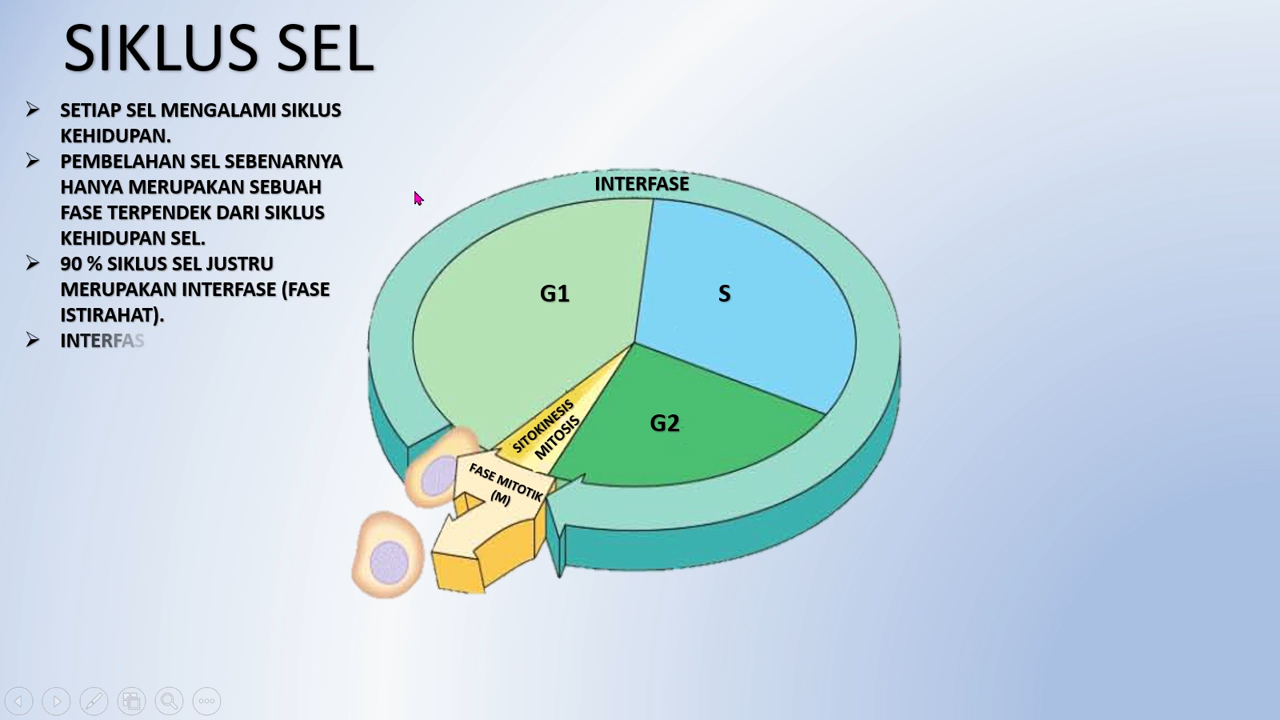 SIKLUS SEL
➢ SETIAP SEL MENGALAMI SIKLUS
KEHIDUPAN.
➢ PEMBELAHAN SEL SEBENARNYA
HANYA MERUPAKAN SEBUAH
FASE TERPENDEK DARI SIKLUS
KEHIDUPAN SEL.
➢ 90 % SIKLUS SEL JUSTRU
MERUPAKAN INTERFASE (FASE
ISTIRAHAT).
➢ INTERFAS
INTERFASE
G1
S
G2
SITOKINESIS
MITOSIS
FASE MITOTIK
(M)